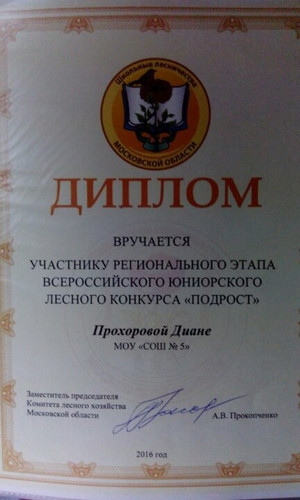 Школьные лесничества
МОСКОВСКОЙ ОБЛАСТИ
ДИПЛОМ
ВРУЧАЕТСЯ
УЧАСТНИКУ РЕГИОНАЛЬНОГО ЭТАПА
ВСЕРОССИЙСКОГО ЮНИОРСКОГО
ЛЕСНОГО КОНКУРСА «ПОДРОСТ»
Прохоровой Диане
МОУ «СОШ № 5»
Заместитель председателя
Комитета лесного хозяйства
Московской области
А.В. Прокопченко
2016 год